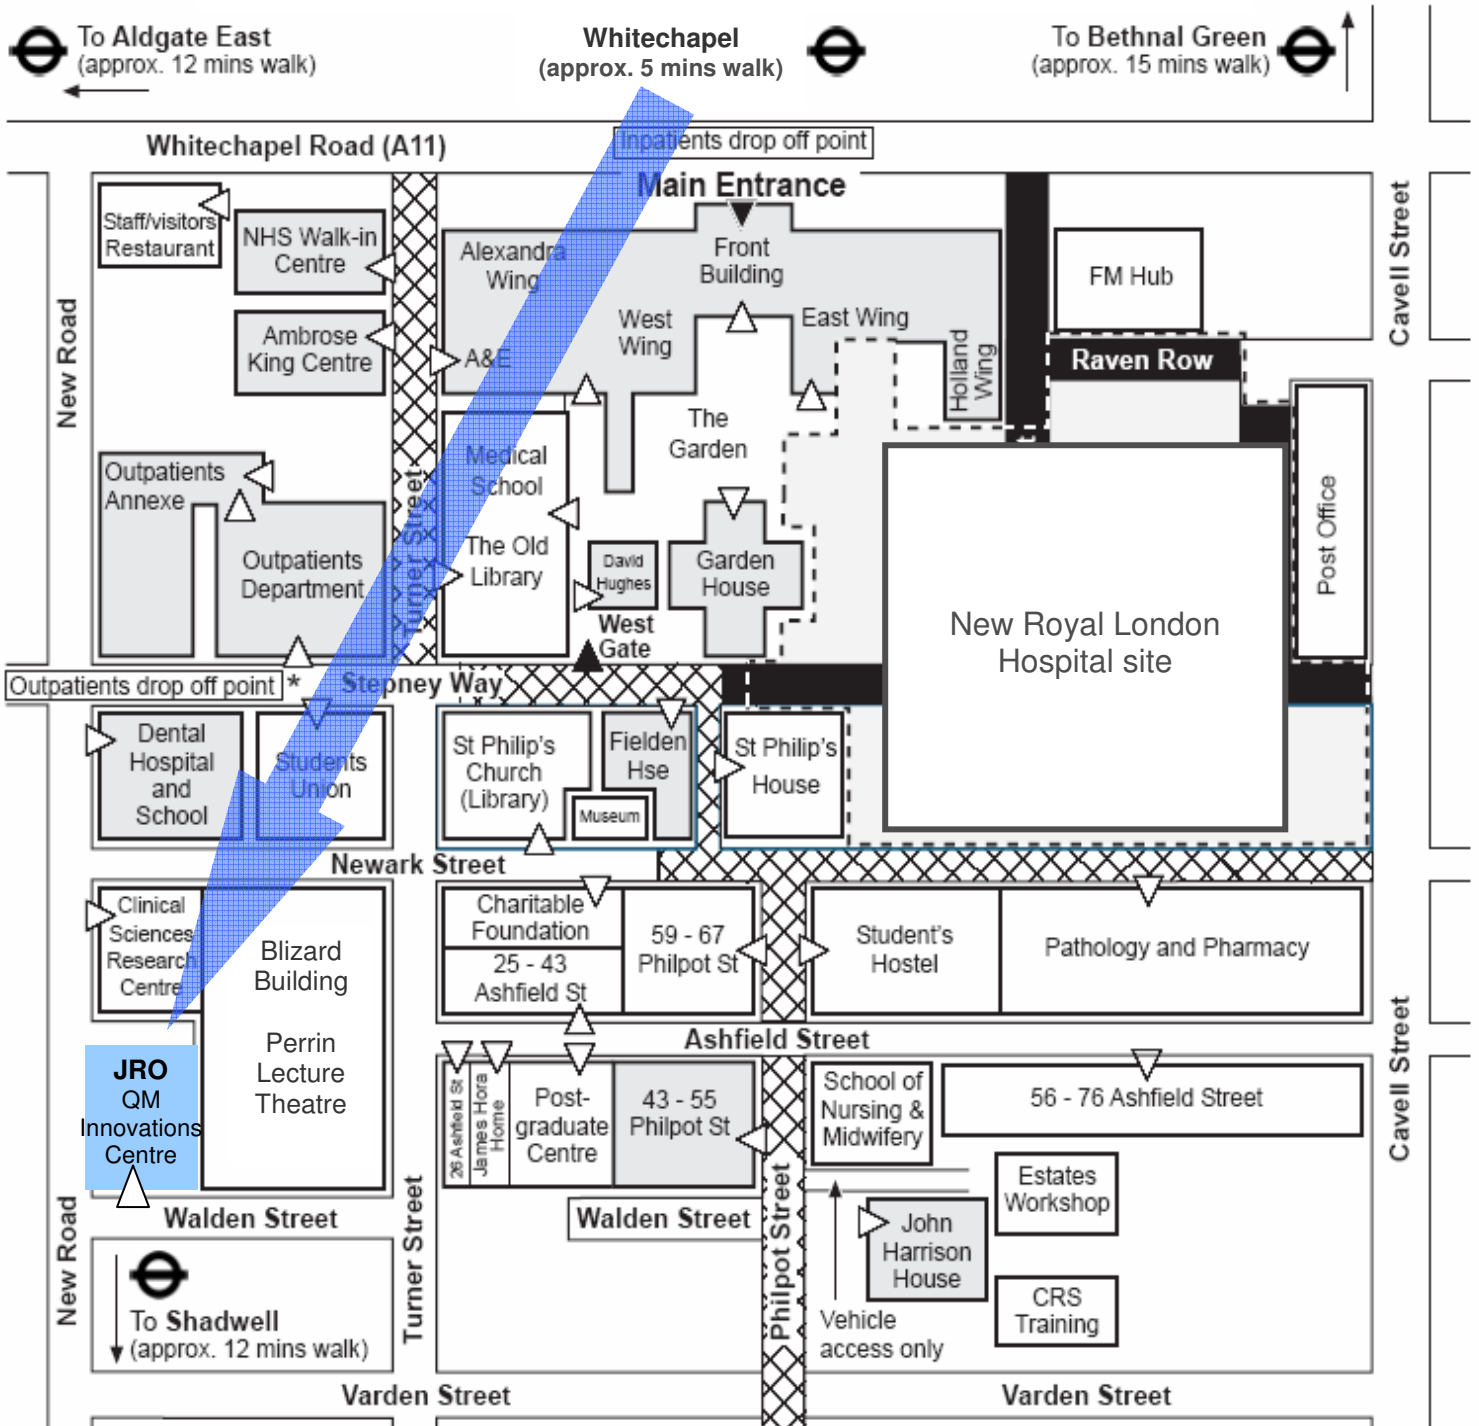 To Aldgate East
(approx. 12 mins walk)
Whitechapel
(approx. 5 mins walk)
To Bethnal Green
(approx. 15 mins walk)
Whitechapel Road (A11)
Inpatients drop off point
Main Entrance
Staff/visitors
Restaurant
NHS Walk-in
Centre
Alexandra
Wing
Front
Building
FM Hub
Cavell Street
New Road
Ambrose
King Centre
A&E
West
Wing
East Wing
Holland
Wing
Raven Row
The
Garden
Outpatients
Annexe
Outpatients
Department
Turner Street
Medical
School
The Old
Library
David
Hughes
Garden
House
Post Office
New Royal London
Hospital site
West
Gate
Outpatients drop off point *
Stepney Way
Dental
Hospital
and
School
Students
Union
St Philip's
Church
(Library)
Fielden
Hse
Museum
St Philip's
House
Newark Street
Clinical
Sciences
Research
Centre
Blizard
Building
Perrin
Lecture
Theatre
Charitable
Foundation
25 - 43
Ashfield St
59 - 67
Philpot St
Student's
Hostel
Pathology and Pharmacy
Ashfield Street
Cavell Street
JRO
QM
Innovations
Centre
26 Ashfield St
James Hora
Home
Post-
graduate
Centre
43 - 55
Philpot St
School of
Nursing &
Midwifery
56 - 76 Ashfield Street
Estates
Workshop
Walden Street
Walden Street
New Road
Turner Street
Philpot Street
John
Harrison
House
CRS
Training
Vehicle
access only
To Shadwell
(approx. 12 mins walk)
Varden Street
Varden Street